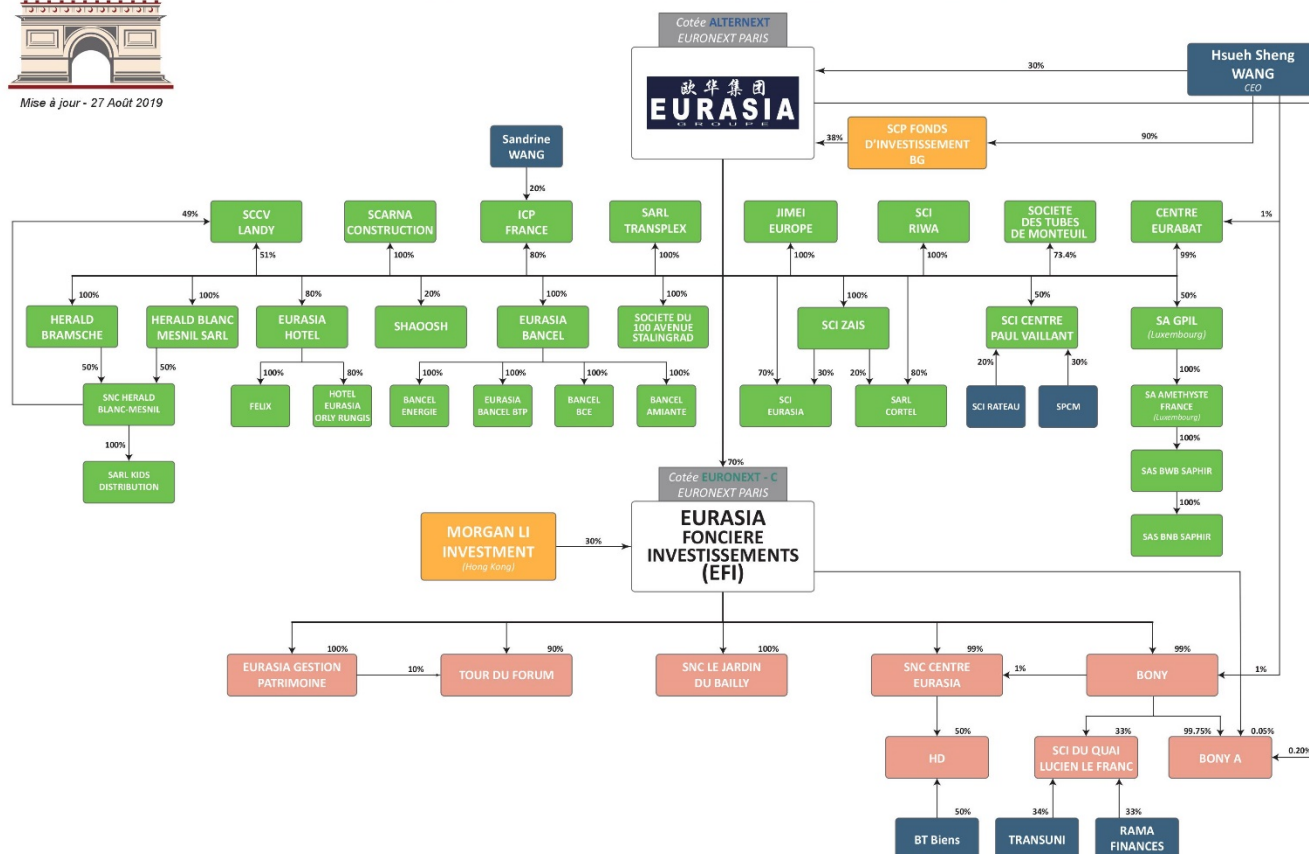 Mise à jour - 27 Août 2019
Cotée ALTERNEXT
EURONEXT PARIS
欧华集团
EURASIA
GROUPE
Hsueh Sheng
WANG
CEO
30%
SCP FONDS
D'INVESTISSEMENT
BG
38%
90%
Sandrine
WANG
20%
49%
SCCV
LANDY
SCARNA
CONSTRUCTION
ICP
FRANCE
SARL
TRANSPLEX
JIMEI
EUROPE
SCI
RIWA
SOCIETE
DES TUBES
DE MONTEUIL
CENTRE
EURABAT
1%
51%
100%
80%
100%
100%
100%
73.4%
99%
100%
100%
80%
20%
100%
100%
100%
50%
50%
HERALD
BRAMSCHE
HERALD BLANC
MESNIL SARL
EURASIA
HOTEL
SHAOOSH
EURASIA
BANCEL
SOCIETE DU
100 AVENUE
STALINGRAD
SCI ZAIS
SCI CENTRE
PAUL VAILLANT
SA GPIL
(Luxembourg)
50%
50%
100%
80%
100%
100%
100%
100%
70%
30%
20%
80%
20%
30%
100%
SNC HERALD
BLANC-MESNIL
FELIX
HOTEL
EURASIA
ORLY RUNGIS
BANCEL
ENERGIE
EURASIA
BANCEL BTP
BANCEL
BCE
BANCEL
AMIANTE
SCI
EURASIA
SARL
CORTEL
SCI RATEAU
SPCM
SA AMETHYSTE
FRANCE
(Luxembourg)
100%
SARL KIDS
DISTRIBUTION
100%
SAS BWB SAPHIR
100%
SAS BNB SAPHIR
70%
Cotée EURONEXT - C
EURONEXT PARIS
EURASIA
FONCIERE
INVESTISSEMENTS
(EFI)
MORGAN LI
INVESTMENT
(Hong Kong)
30%
100%
90%
100%
99%
99%
EURASIA GESTION
PATRIMOINE
10%
TOUR DU FORUM
SNC LE JARDIN
DU BAILLY
SNC CENTRE
EURASIA
1%
BONY
1%
50%
33%
99.75%
0.05%
HD
SCI DU QUAI
LUCIEN LE FRANC
BONY A
0.20%
50%
34%
33%
BT Biens
TRANSUNI
RAMA
FINANCES